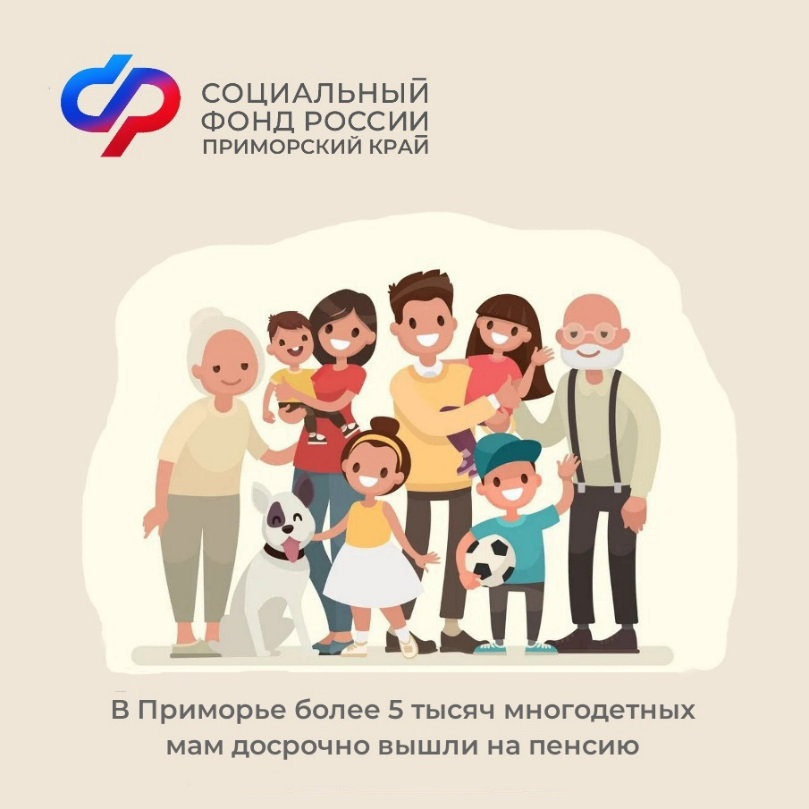 СОЦИАЛЬНЫЙ
ФОНД РОССИИ
ПРИМОРСКИЙ КРАЙ
В Приморье более 5 тысяч многодетных
мам досрочно вышли на пенсию